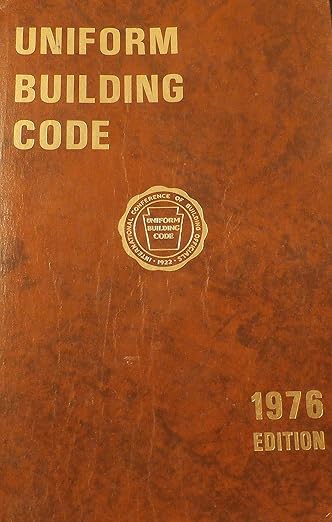 UNIFORM
BUILDING
CODE
INTERNATIONAL CONFERENCE OF BUILDING OFFICIALS
UNIFORM
BUILDING
CODE
• 1922 •
1976
EDITION